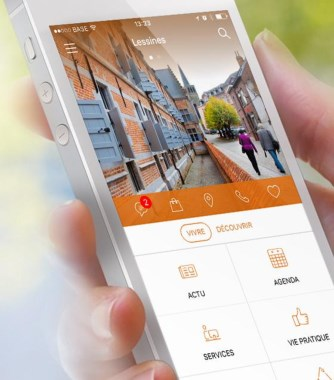 BASE 13:23
Lessines
2
VIVRE DÉCOUVRIR
ACTU AGENDA
SERVICES VIE PRATIQUE